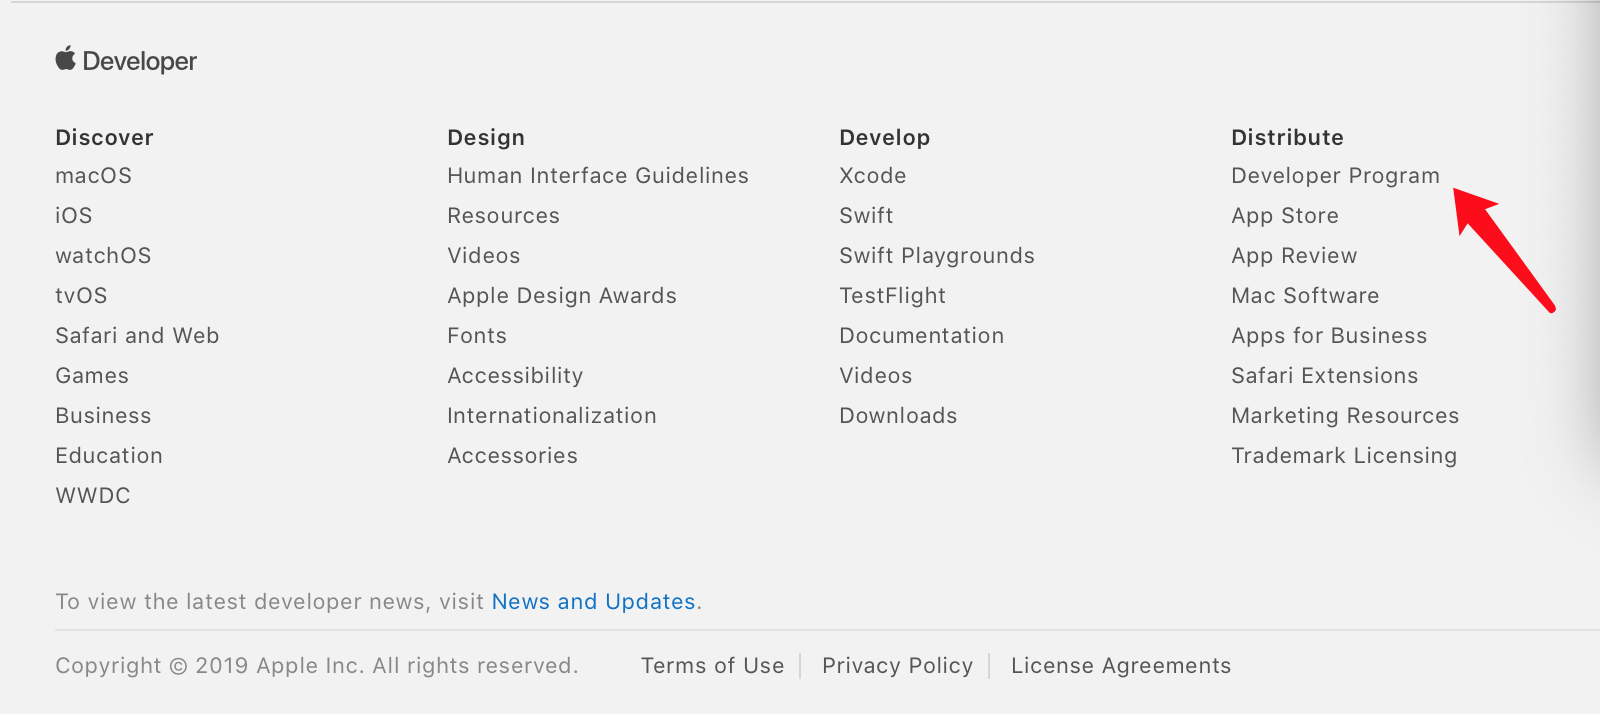 Developer
Discover
macOS
iOS
watchOS
tvOS
Safari and Web
Games
Business
Education
WWDC
Design
Human Interface Guidelines
Resources
Videos
Apple Design Awards
Fonts
Accessibility
Internationalization
Accessories
Develop
Xcode
Swift
Swift Playgrounds
TestFlight
Documentation
Videos
Downloads
Distribute
Developer Program
App Store
App Review
Mac Software
Apps for Business
Safari Extensions
Marketing Resources
Trademark Licensing
To view the latest developer news, visit News and Updates.
Copyright © 2019 Apple Inc. All rights reserved. Terms of Use Privacy Policy License Agreements